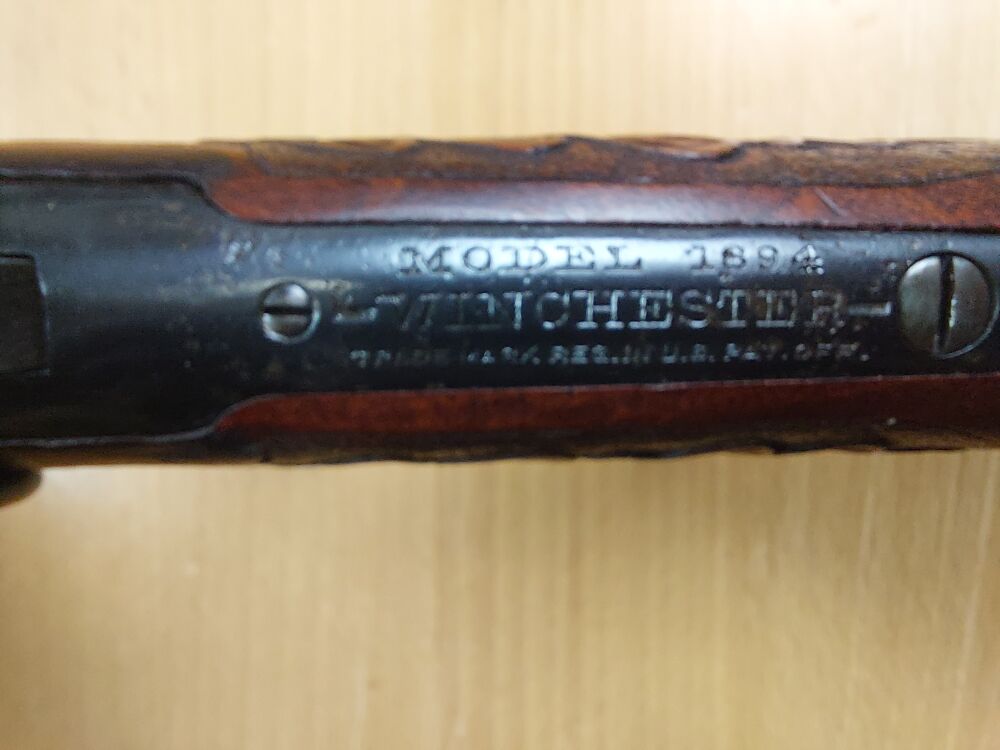 MODEL 1894
-WINCHESTER-
TRADE MARK REG. IN U.S. PAT. OFF.